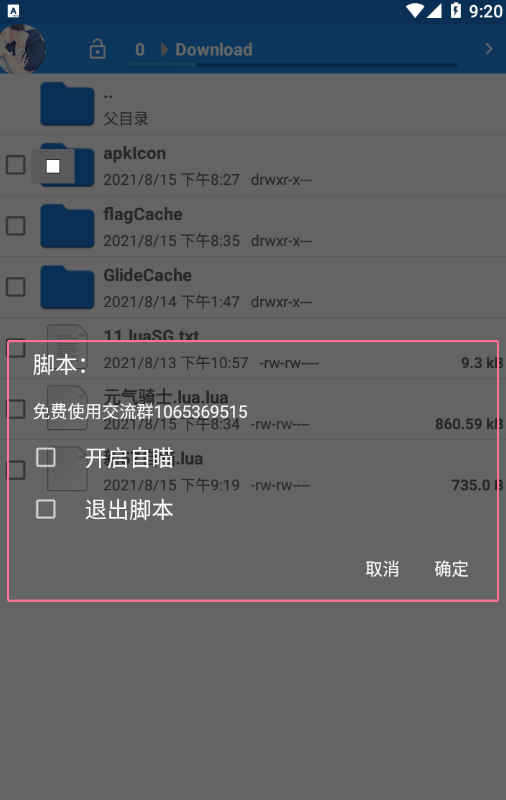 9:20
0 Download
..
父目录
apkIcon
2021/8/15 下午8:27 drwxr-x---
flagCache
2021/8/15 下午8:35 drwxr-x---
GlideCache
2021/8/14 下午1:47 drwxr-x---
11.luaSG.txt
2021/8/13 下午10:57 -rw-rw---- 9.3 kB
脚本：
元气骑士.lua.lua
免费使用交流群1065369515
2021/8/15 下午8:34 -rw-rw---- 860.59 kB
开启自瞄
.lua
2021/8/15 下午9:19 -rw-rw---- 735.0 B
退出脚本
取消 确定